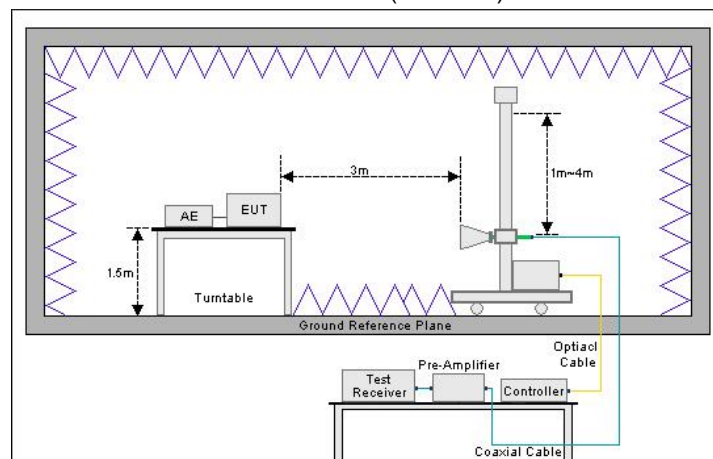 3m
1m~4m
AE
EUT
1.5m
Turntable
Ground Reference Plane
Optiacl
Cable
Pre-Amplifier
Test
Receiver
Controller
Coaxial Cable